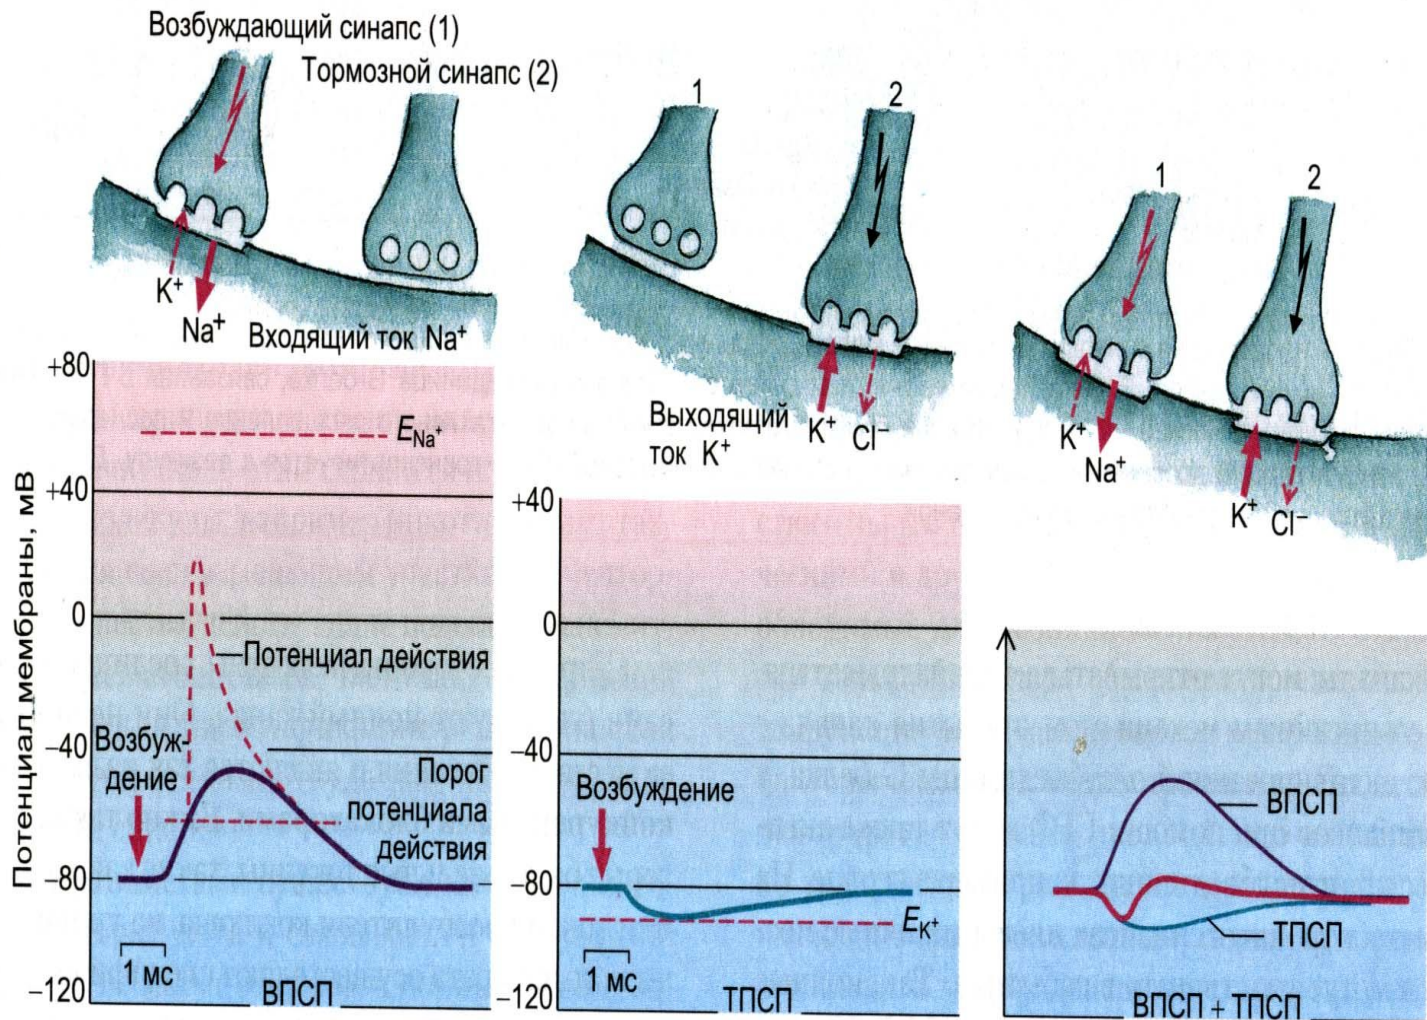 Возбуждающий синапс (1)
Тормозной синапс (2)
K⁺
Na⁺
Входящий ток Na⁺
1
2
Выходящий
ток K⁺
K⁺
Cl⁻
1
2
K⁺
Na⁺
K⁺
Cl⁻
Потенциал мембраны, мВ
+80
E Na⁺
+40
0
Потенциал действия
−40
Возбуж-
дение
Порог
потенциала
действия
−80
1 мс
−120
ВПСП
+40
0
−40
Возбуждение
−80
E K⁺
1 мс
−120
ТПСП
ВПСП
ТПСП
ВПСП + ТПСП